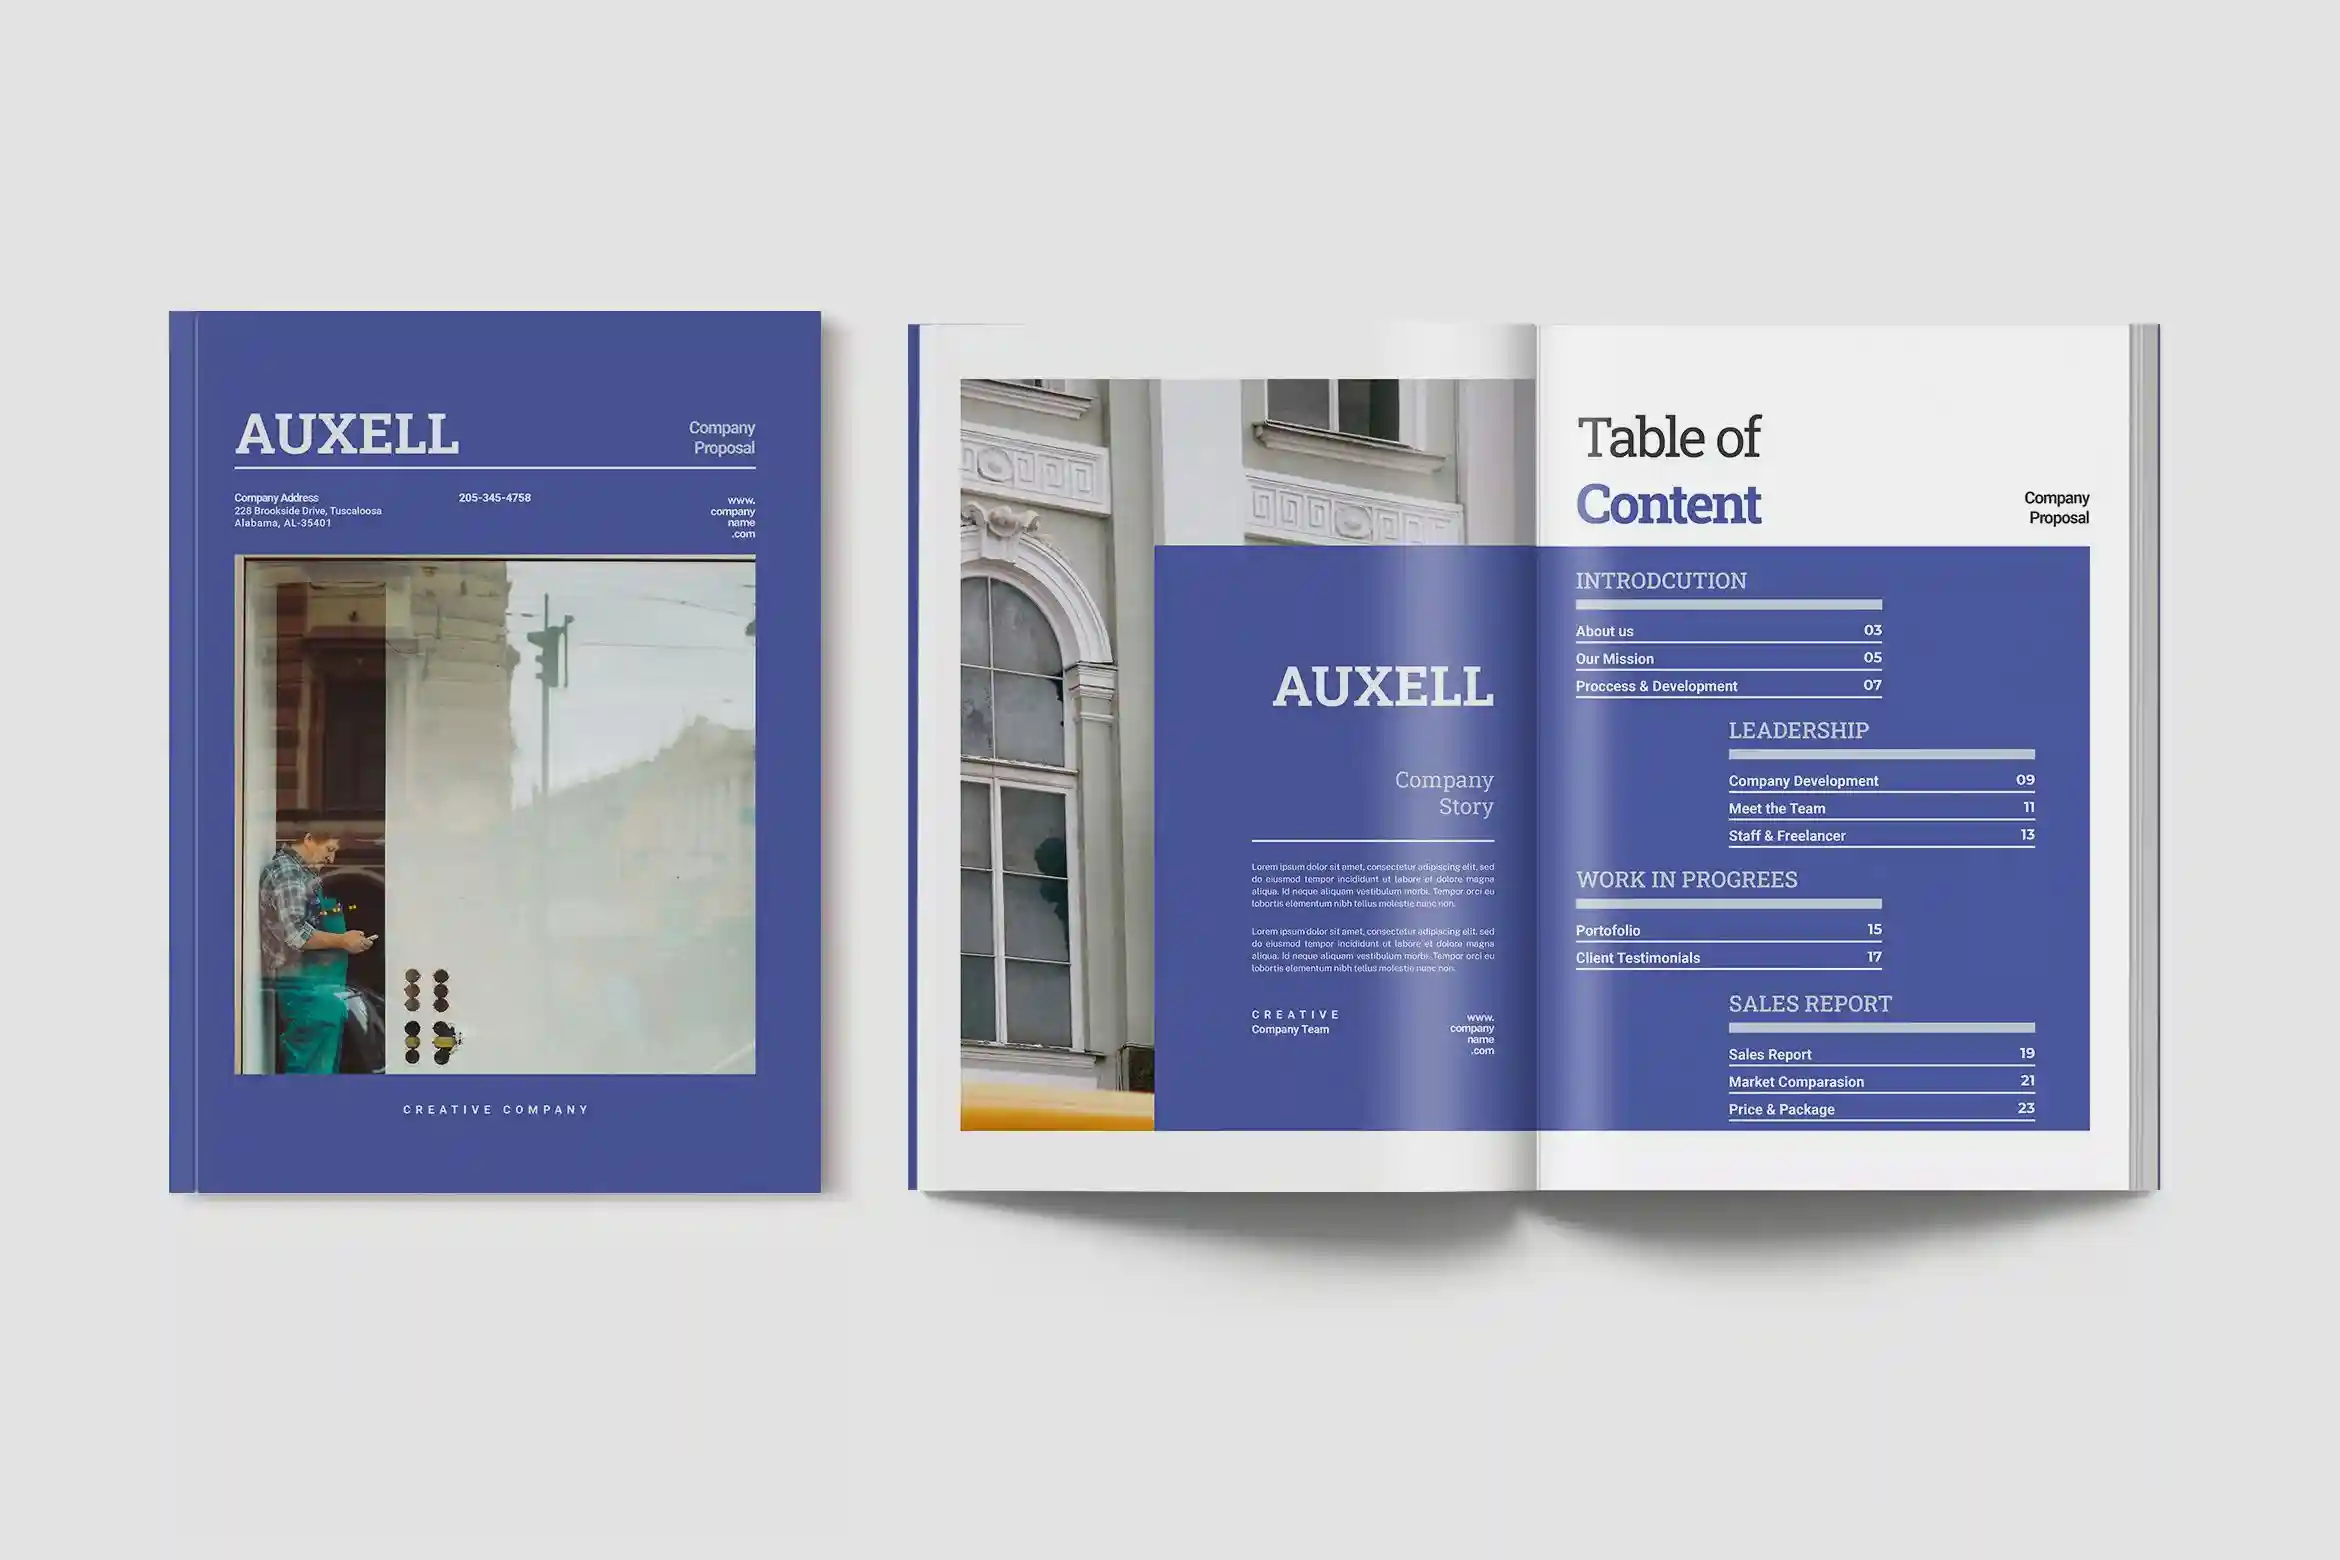 AUXELL
Company
Proposal
Company Address
228 Brookside Drive, Tuscaloosa
Alabama, AL-35401
205-345-4758
www.
company
name
.com
CREATIVE COMPANY
AUXELL
Company
Story
Lorem ipsum dolor sit amet, consectetur adipiscing elit, sed
do eiusmod tempor incididunt ut labore et dolore magna
aliqua. Id neque aliquam vestibulum morbi. Tempor orci eu
lobortis elementum nibh tellus molestie nunc non.
Lorem ipsum dolor sit amet, consectetur adipiscing elit, sed
do eiusmod tempor incididunt ut labore et dolore magna
aliqua. Id neque aliquam vestibulum morbi. Tempor orci eu
lobortis elementum nibh tellus molestie nunc non.
CREATIVE
Company Team
www.
company
name
.com
Table of
Content
Company
Proposal
INTRODCUTION
About us 03
Our Mission 05
Proccess & Development 07
LEADERSHIP
Company Development 09
Meet the Team 11
Staff & Freelancer 13
WORK IN PROGREES
Portofolio 15
Client Testimonials 17
SALES REPORT
Sales Report 19
Market Comparasion 21
Price & Package 23